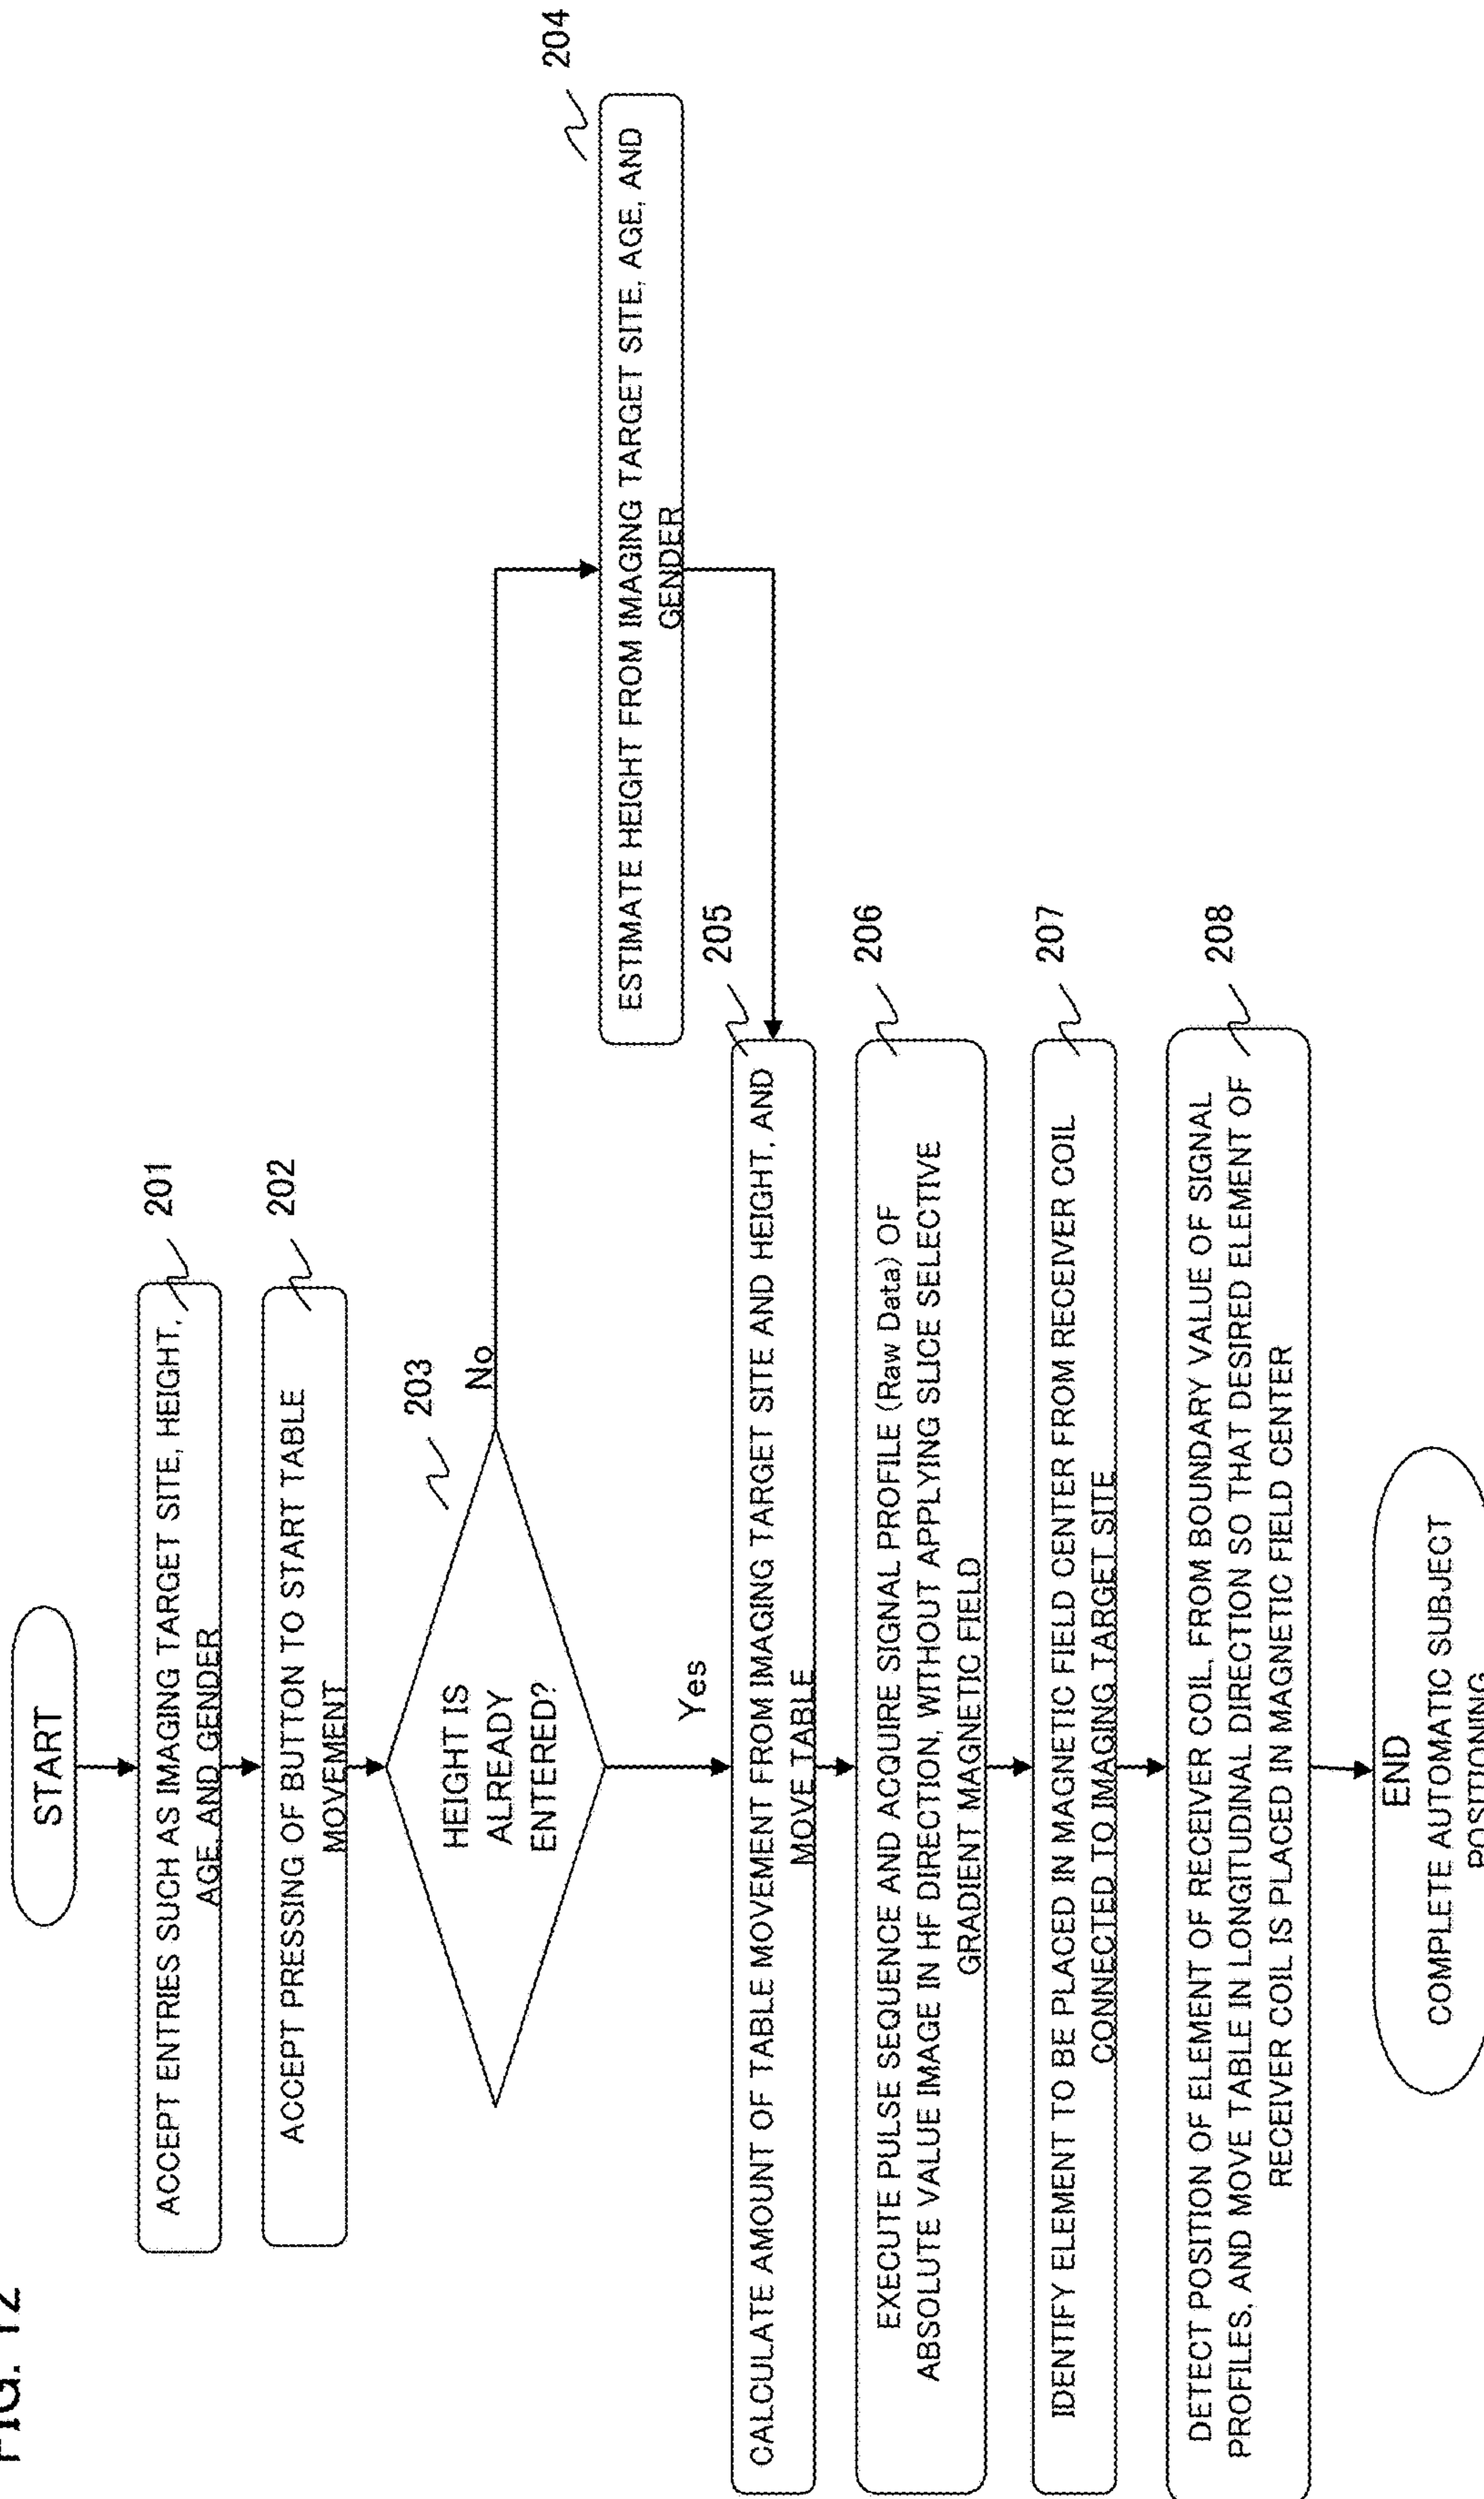 FIG. 12
START
ACCEPT ENTRIES SUCH AS IMAGING TARGET SITE, HEIGHT,
AGE, AND GENDER
201
ACCEPT PRESSING OF BUTTON TO START TABLE
MOVEMENT
202
HEIGHT IS
ALREADY
ENTERED?
203
No
Yes
ESTIMATE HEIGHT FROM IMAGING TARGET SITE, AGE, AND
GENDER
204
CALCULATE AMOUNT OF TABLE MOVEMENT FROM IMAGING TARGET SITE AND HEIGHT, AND
MOVE TABLE
205
EXECUTE PULSE SEQUENCE AND ACQUIRE SIGNAL PROFILE (Raw Data) OF
ABSOLUTE VALUE IMAGE IN HF DIRECTION, WITHOUT APPLYING SLICE SELECTIVE
GRADIENT MAGNETIC FIELD
206
IDENTIFY ELEMENT TO BE PLACED IN MAGNETIC FIELD CENTER FROM RECEIVER COIL
CONNECTED TO IMAGING TARGET SITE
207
DETECT POSITION OF ELEMENT OF RECEIVER COIL, FROM BOUNDARY VALUE OF SIGNAL
PROFILES, AND MOVE TABLE IN LONGITUDINAL DIRECTION SO THAT DESIRED ELEMENT OF
RECEIVER COIL IS PLACED IN MAGNETIC FIELD CENTER
208
END
COMPLETE AUTOMATIC SUBJECT
POSITIONING